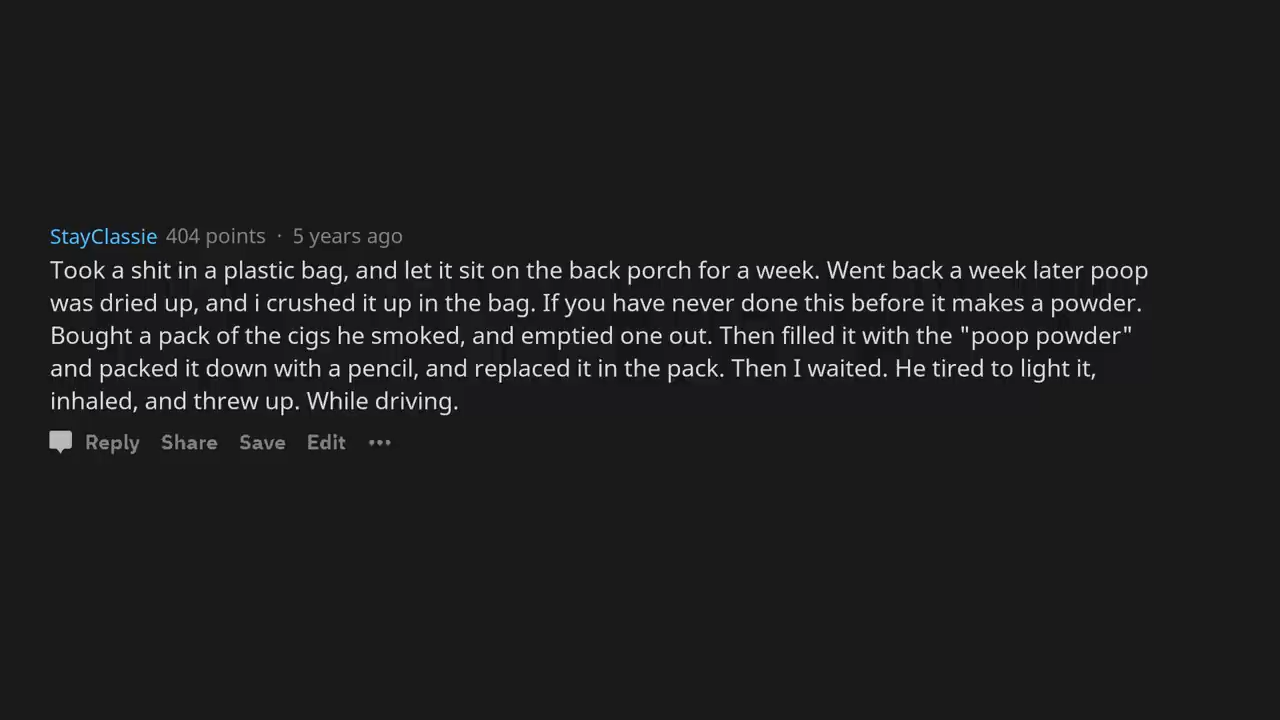 StayClassie 404 points · 5 years ago
Took a shit in a plastic bag, and let it sit on the back porch for a week. Went back a week later poop
was dried up, and i crushed it up in the bag. If you have never done this before it makes a powder.
Bought a pack of the cigs he smoked, and emptied one out. Then filled it with the "poop powder"
and packed it down with a pencil, and replaced it in the pack. Then I waited. He tired to light it,
inhaled, and threw up. While driving.
Reply Share Save Edit •••